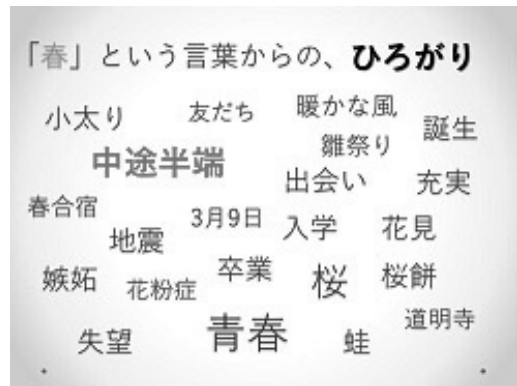 「春」という言葉からの、ひろがり
小太り 友だち 暖かな風 誕生
中途半端 雛祭り
出会い 充実
春合宿 地震 3月9日 入学 花見
嫉妬 花粉症 卒業 桜 桜餅
失望 青春 蛙 道明寺